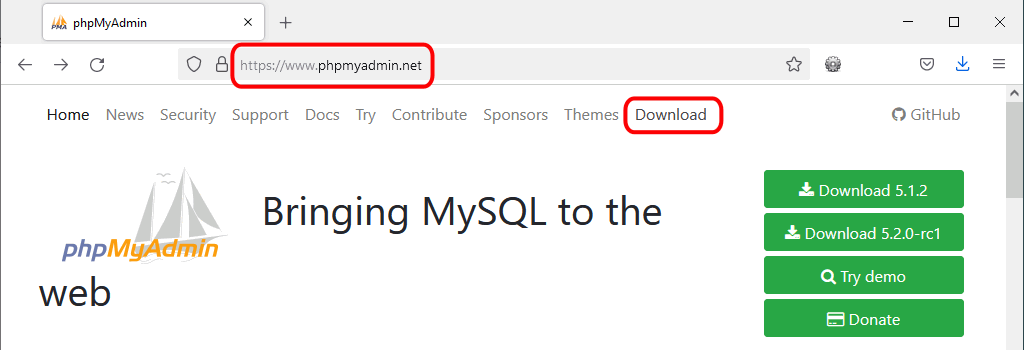 phpMyAdmin
https://www.phpmyadmin.net
Home News Security Support Docs Try Contribute Sponsors Themes Download GitHub
phpMyAdmin
Bringing MySQL to the
web
Download 5.1.2
Download 5.2.0-rc1
Try demo
Donate